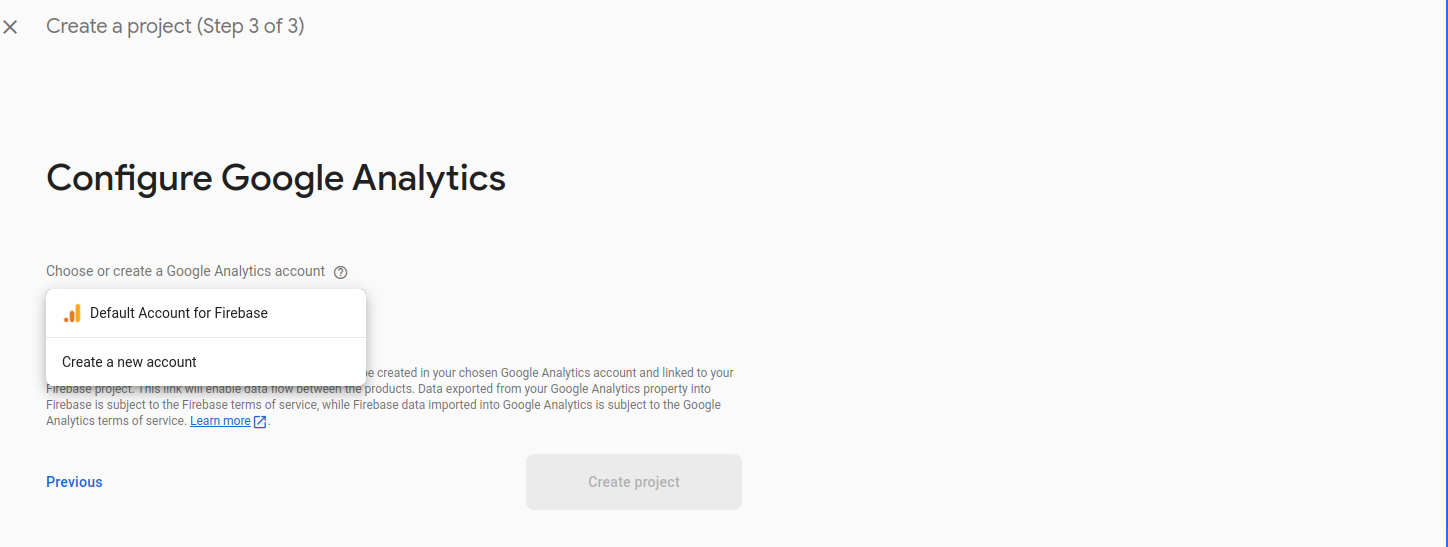 Create a project (Step 3 of 3)
Configure Google Analytics
Choose or create a Google Analytics account
Default Account for Firebase
Create a new account
be created in your chosen Google Analytics account and linked to your
Firebase project. This link will enable data flow between the products. Data exported from your Google Analytics property into
Firebase is subject to the Firebase terms of service, while Firebase data imported into Google Analytics is subject to the Google
Analytics terms of service. Learn more.
Previous
Create project